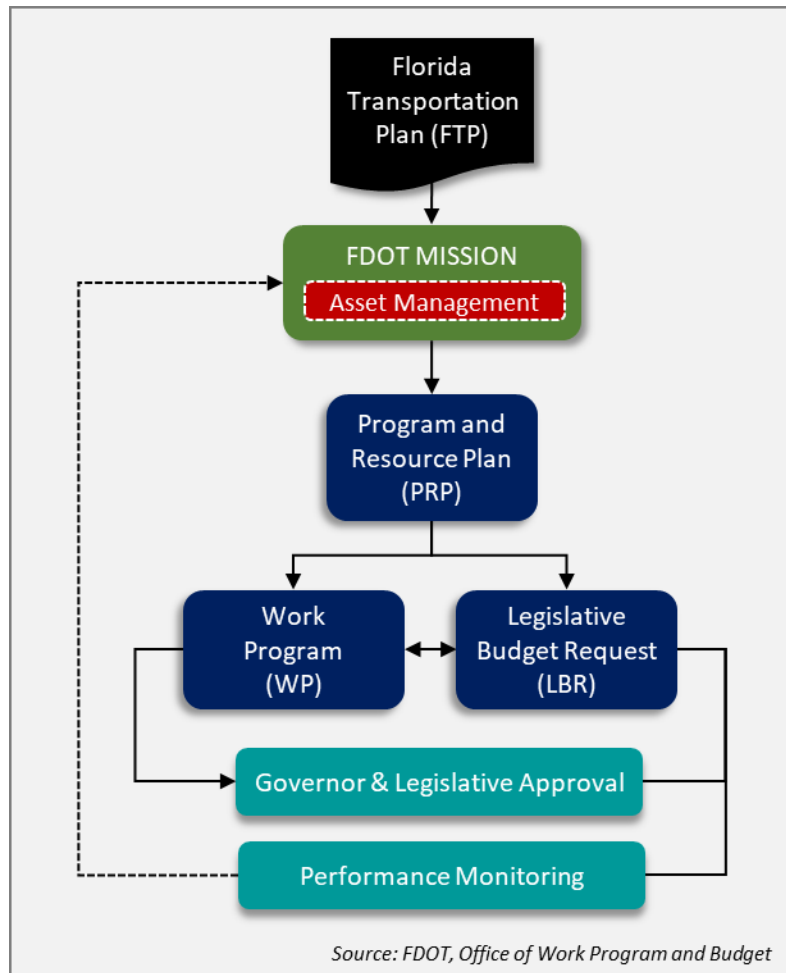 Florida
Transportation
Plan (FTP)
FDOT MISSION
Asset Management
Program and
Resource Plan
(PRP)
Work
Program
(WP)
Legislative
Budget Request
(LBR)
Governor & Legislative Approval
Performance Monitoring
Source: FDOT, Office of Work Program and Budget